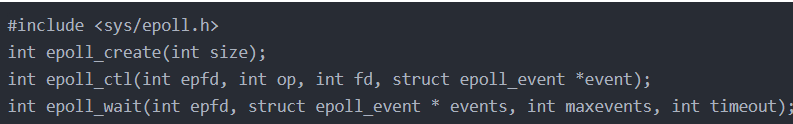 #include <sys/epoll.h>
int epoll_create(int size);
int epoll_ctl(int epfd, int op, int fd, struct epoll_event *event);
int epoll_wait(int epfd, struct epoll_event * events, int maxevents, int timeout);